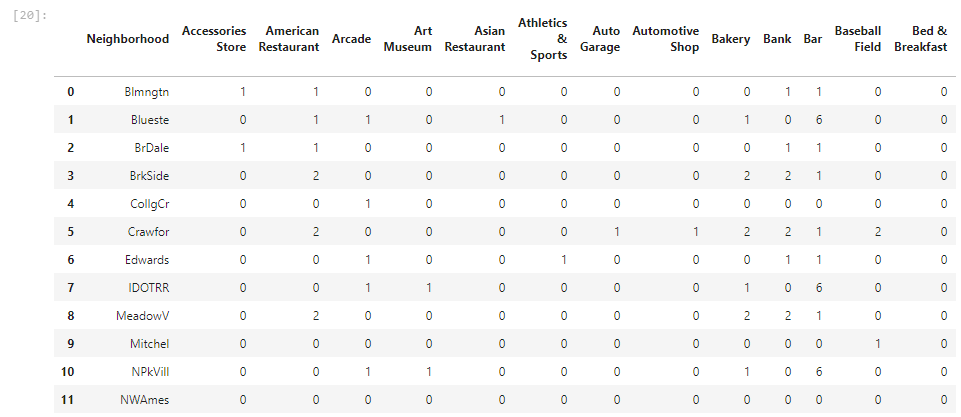 [20]:
Neighborhood Accessories Store American Restaurant Arcade Art Museum Asian Restaurant Athletics & Sports Auto Garage Automotive Shop Bakery Bank Bar Baseball Field Bed & Breakfast
0 Blmngtn 1 1 0 0 0 0 0 0 0 1 1 0 0
1 Blueste 0 1 1 0 1 0 0 0 1 0 6 0 0
2 BrDale 1 1 0 0 0 0 0 0 0 1 1 0 0
3 BrkSide 0 2 0 0 0 0 0 0 2 2 1 0 0
4 CollgCr 0 0 1 0 0 0 0 0 0 0 0 0 0
5 Crawfor 0 2 0 0 0 0 1 1 2 2 1 2 0
6 Edwards 0 0 1 0 0 1 0 0 0 1 1 0 0
7 IDOTRR 0 0 1 1 0 0 0 0 1 0 6 0 0
8 MeadowV 0 2 0 0 0 0 0 0 2 2 1 0 0
9 Mitchel 0 0 0 0 0 0 0 0 0 0 0 1 0
10 NPkVill 0 0 1 1 0 0 0 0 1 0 6 0 0
11 NWAmes 0 0 0 0 0 0 0 0 0 0 0 0 0